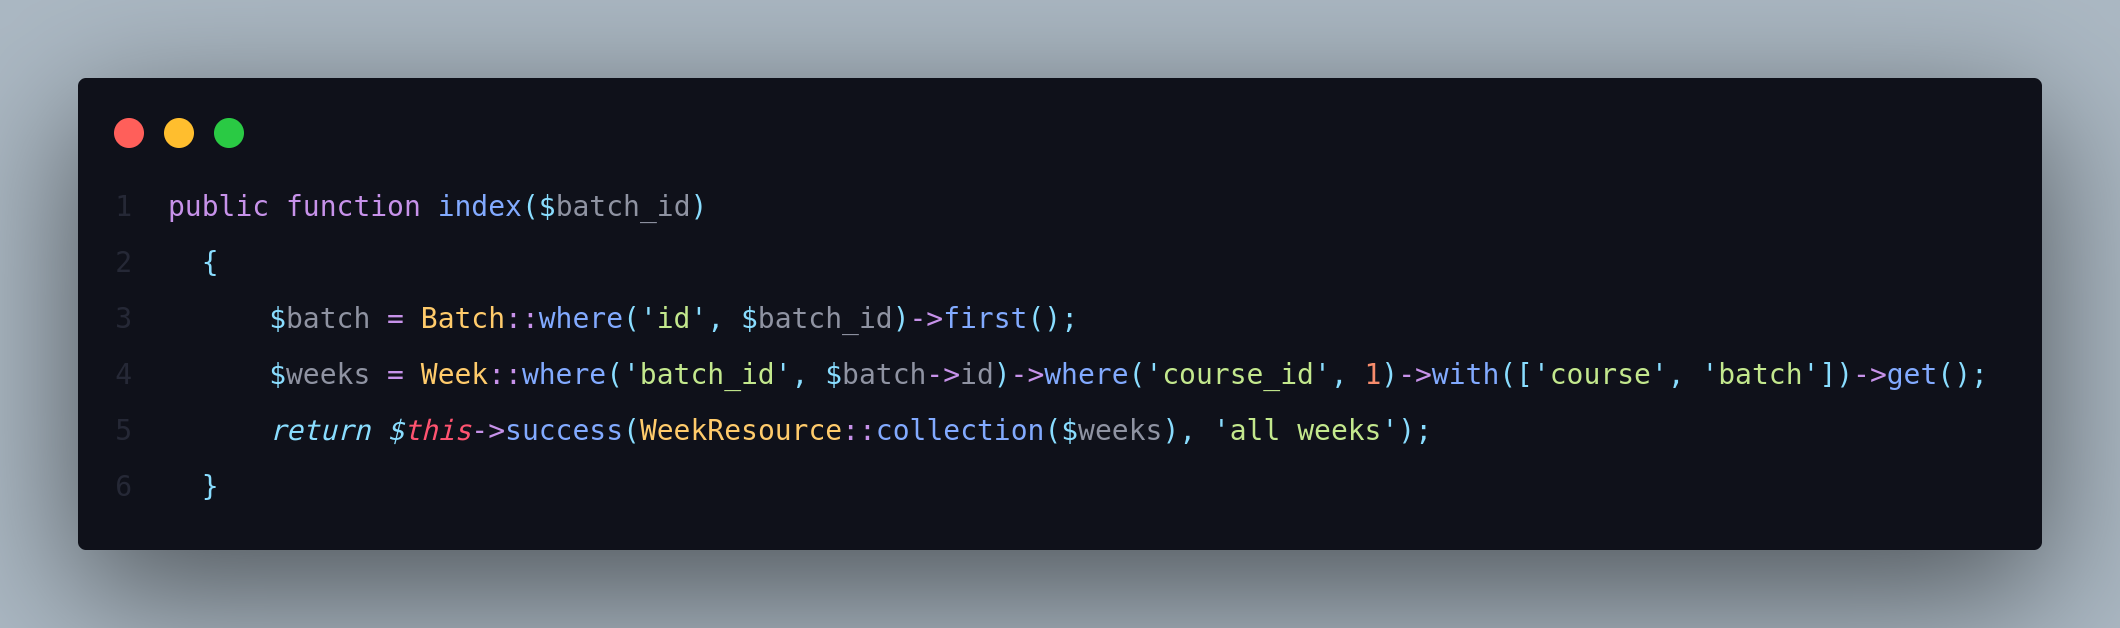 1 public function index($batch_id)
2 {
3 $batch = Batch::where('id', $batch_id)->first();
4 $weeks = Week::where('batch_id', $batch->id)->where('course_id', 1)->with(['course', 'batch'])->get();
5 return $this->success(WeekResource::collection($weeks), 'all weeks');
6 }